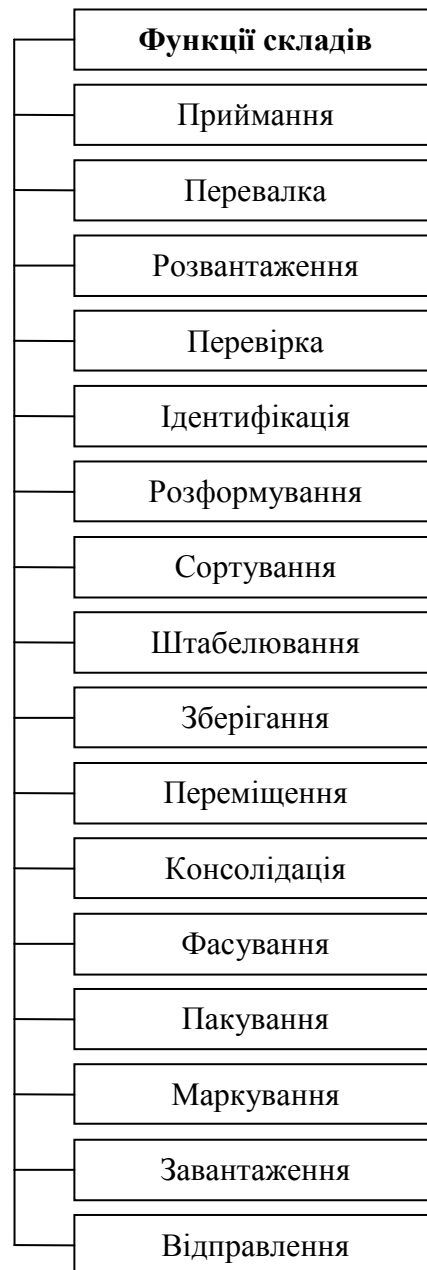 Функції складів
Приймання
Перевалка
Розвантаження
Перевірка
Ідентифікація
Розформування
Сортування
Штабелювання
Зберігання
Переміщення
Консолідація
Фасування
Пакування
Маркування
Завантаження
Відправлення